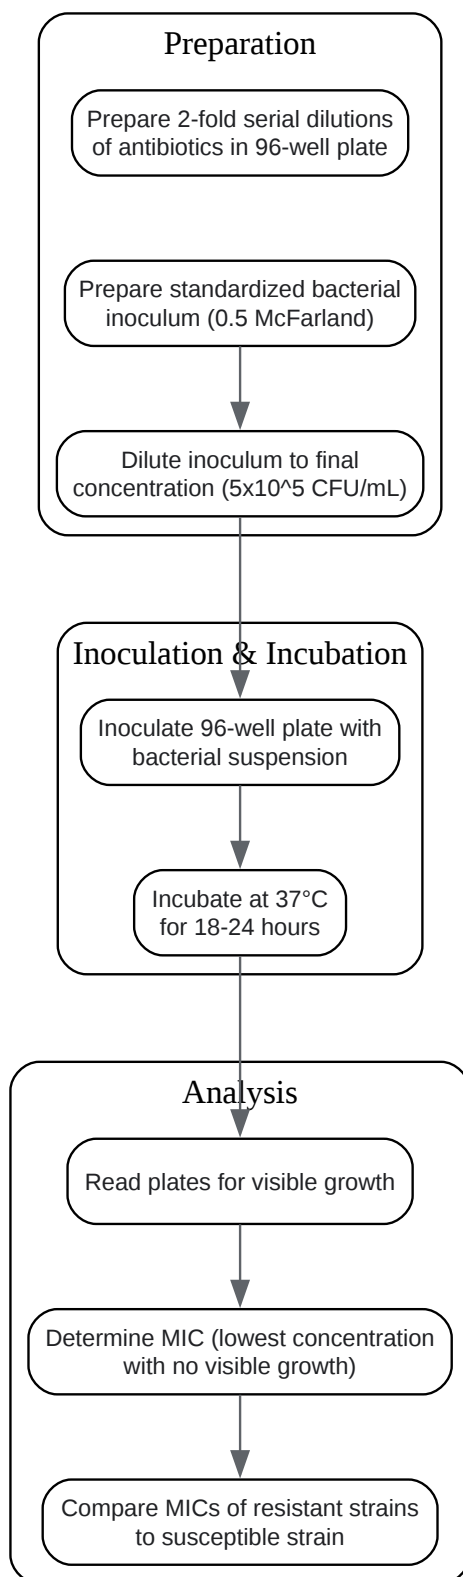 Preparation
Prepare 2-fold serial dilutions
of antibiotics in 96-well plate
Prepare standardized bacterial
inoculum (0.5 McFarland)
Dilute inoculum to final
concentration (5x10^5 CFU/mL)
Inoculation & Incubation
Inoculate 96-well plate with
bacterial suspension
Incubate at 37°C
for 18-24 hours
Analysis
Read plates for visible growth
Determine MIC (lowest concentration
with no visible growth)
Compare MICs of resistant strains
to susceptible strain